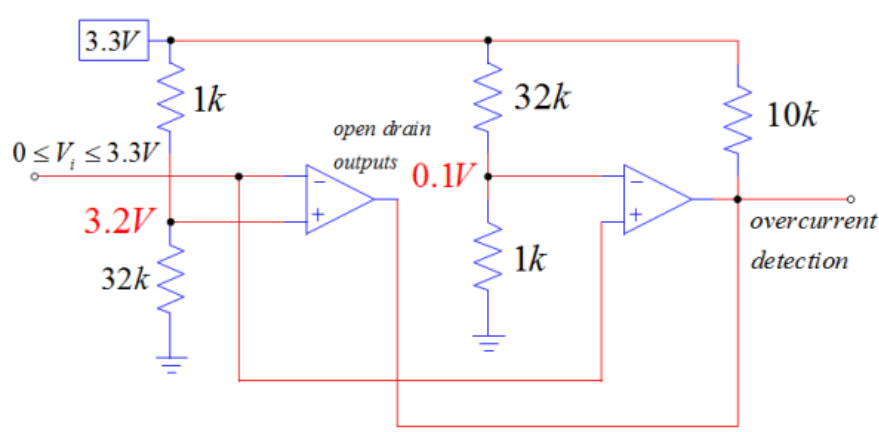 3.3V
1k
32k
10k
open drain
outputs
0 ≤ V_i ≤ 3.3V
0.1V
3.2V
−
+
−
+
32k
1k
overcurrent
detection